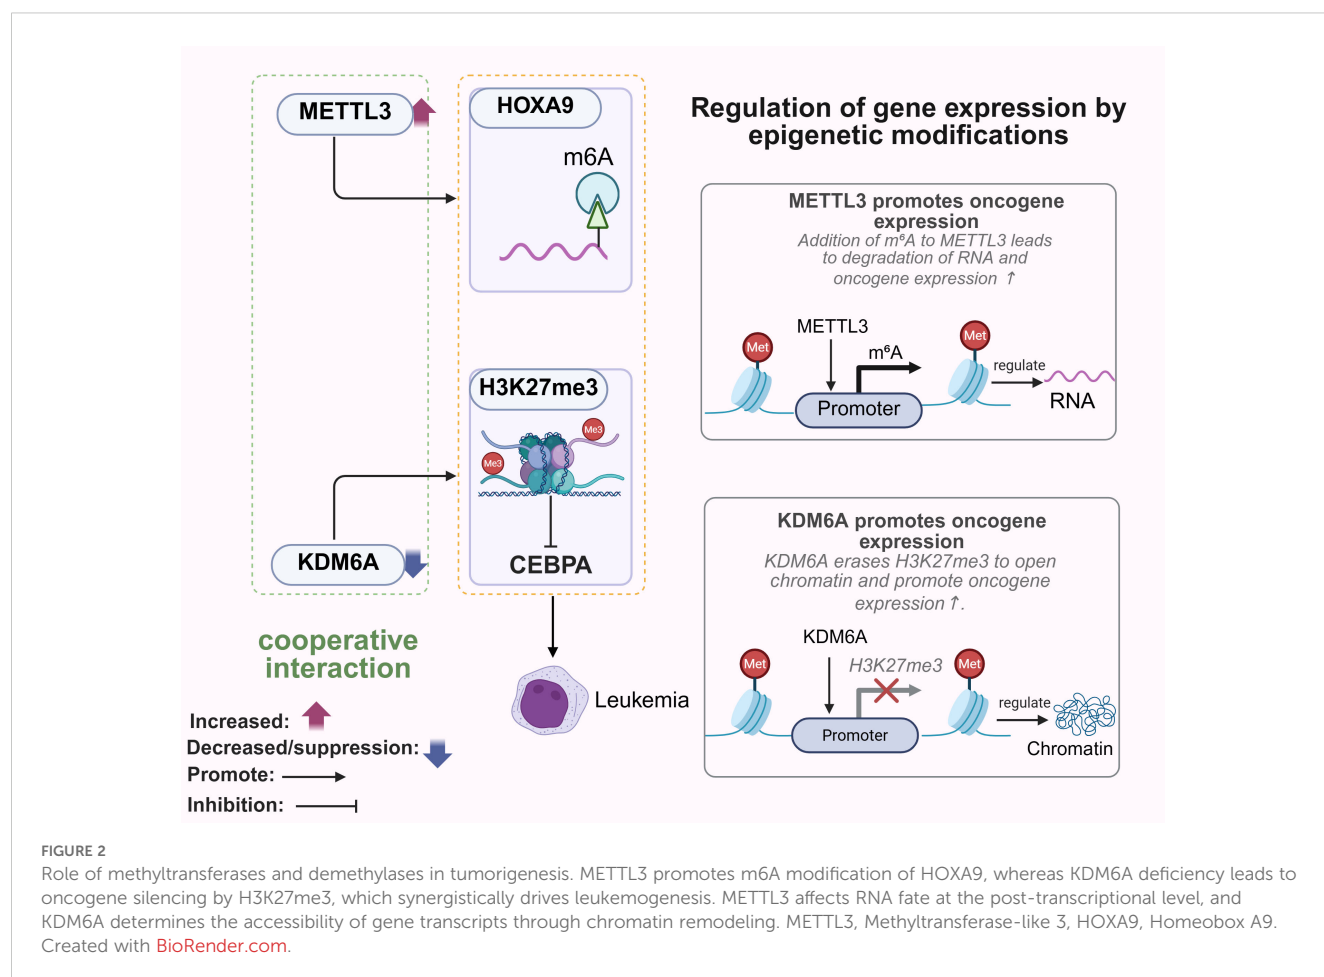 METTL3
HOXA9
m6A
H3K27me3
Me3
Me3
CEBPA
KDM6A
cooperative
interaction
Leukemia
Increased:
Decreased/suppression:
Promote:
Inhibition:
Regulation of gene expression by
epigenetic modifications
METTL3 promotes oncogene
expression
Addition of m⁶A to METTL3 leads
to degradation of RNA and
oncogene expression ↑
METTL3
Met
m⁶A
Met
regulate
Promoter
RNA
KDM6A promotes oncogene
expression
KDM6A erases H3K27me3 to open
chromatin and promote oncogene
expression↑.
KDM6A
Met
H3K27me3
Met
regulate
Promoter
Chromatin
FIGURE 2
Role of methyltransferases and demethylases in tumorigenesis. METTL3 promotes m6A modification of HOXA9, whereas KDM6A deficiency leads to
oncogene silencing by H3K27me3, which synergistically drives leukemogenesis. METTL3 affects RNA fate at the post-transcriptional level, and
KDM6A determines the accessibility of gene transcripts through chromatin remodeling. METTL3, Methyltransferase-like 3, HOXA9, Homeobox A9.
Created with BioRender.com.